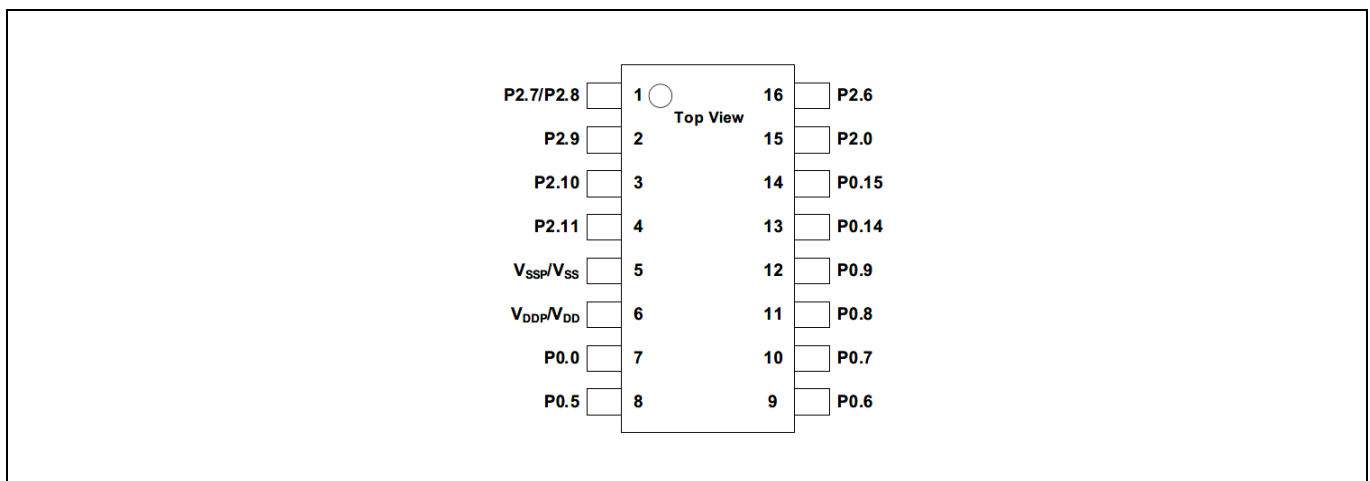 P2.7/P2.8 1 16 P2.6
Top View
P2.9 2 15 P2.0
P2.10 3 14 P0.15
P2.11 4 13 P0.14
VSSP/VSS 5 12 P0.9
VDDP/VDD 6 11 P0.8
P0.0 7 10 P0.7
P0.5 8 9 P0.6